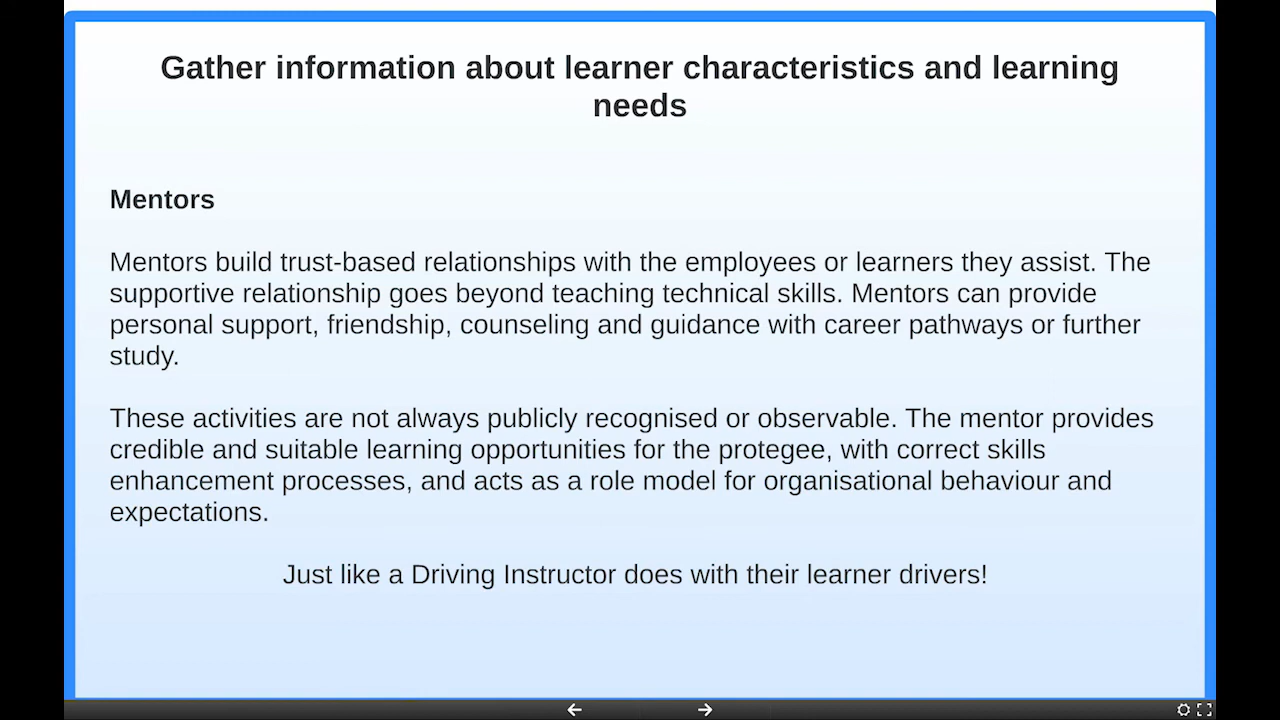 Gather information about learner characteristics and learning
needs
Mentors
Mentors build trust-based relationships with the employees or learners they assist. The
supportive relationship goes beyond teaching technical skills. Mentors can provide
personal support, friendship, counseling and guidance with career pathways or further
study.
These activities are not always publicly recognised or observable. The mentor provides
credible and suitable learning opportunities for the protegee, with correct skills
enhancement processes, and acts as a role model for organisational behaviour and
expectations.
Just like a Driving Instructor does with their learner drivers!